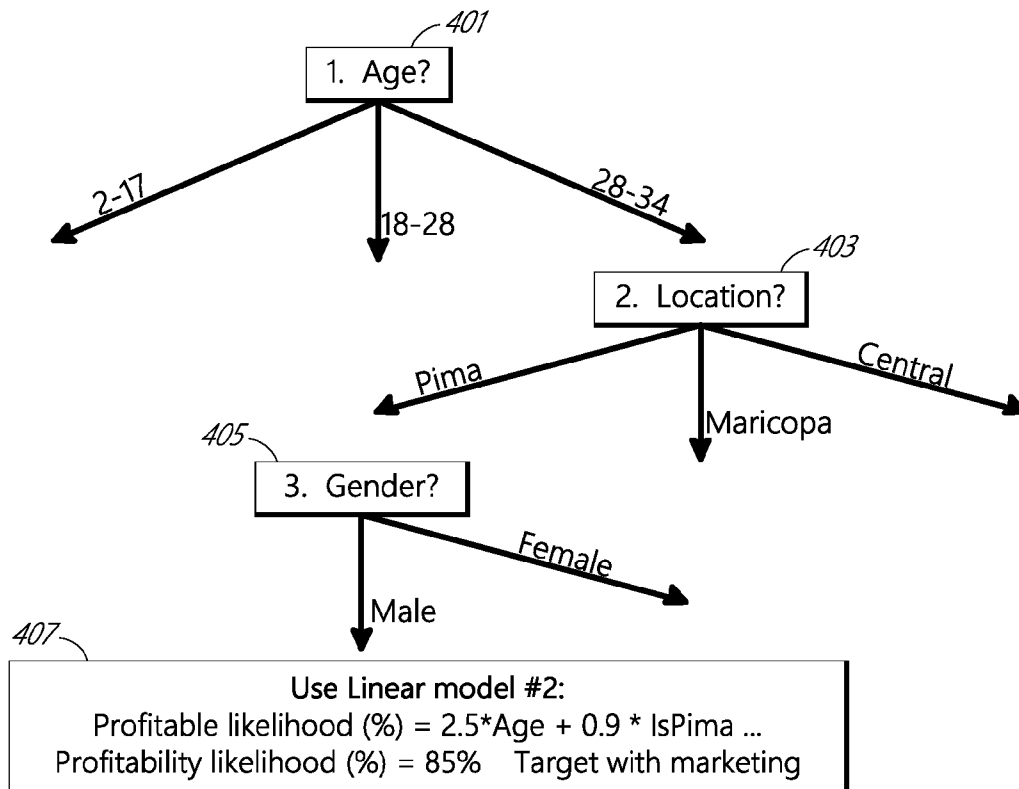 401
1. Age?
2-17
18-28
28-34
403
2. Location?
Pima
Maricopa
Central
405
3. Gender?
Male
Female
407
Use Linear model #2:
Profitable likelihood (%) = 2.5*Age + 0.9 * IsPima ...
Profitability likelihood (%) = 85% Target with marketing